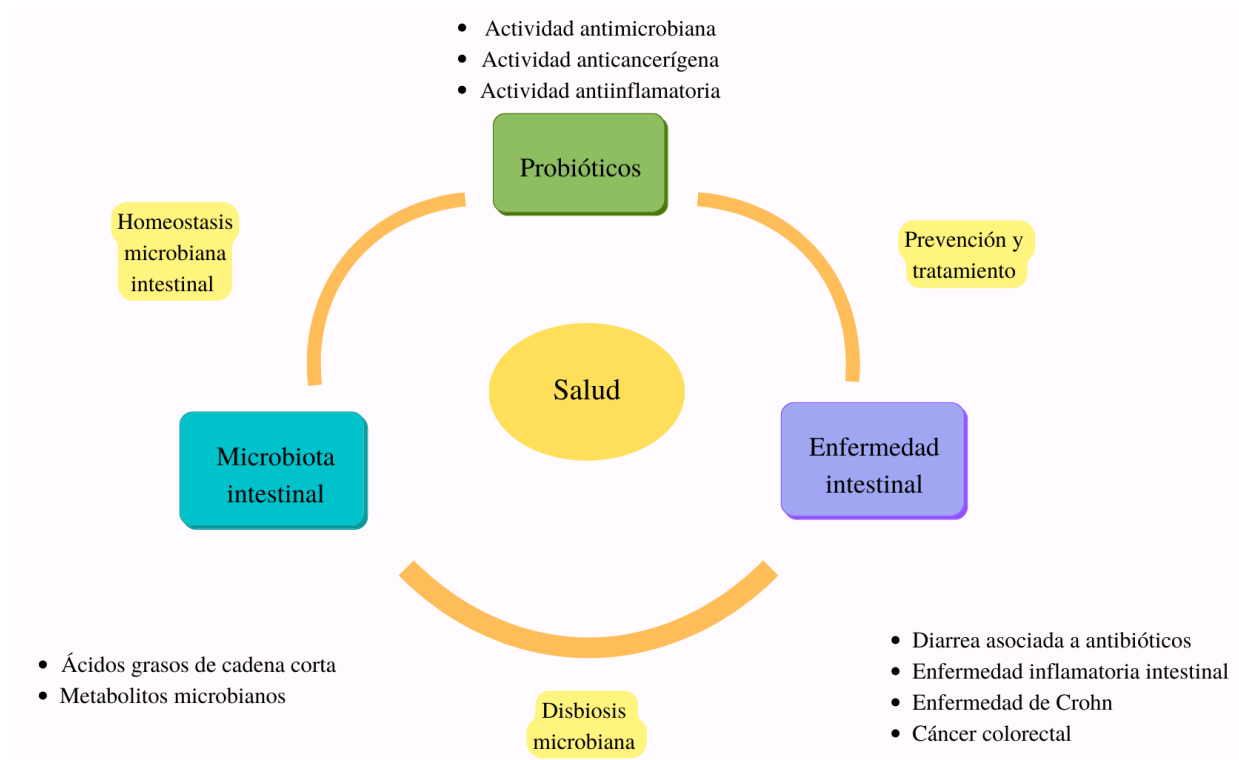 Actividad antimicrobiana
Actividad anticancerígena
Actividad antiinflamatoria
Probióticos
Homeostasis
microbiana
intestinal
Prevención y
tratamiento
Salud
Microbiota
intestinal
Enfermedad
intestinal
Ácidos grasos de cadena corta
Metabolitos microbianos
Disbiosis
microbiana
Diarrea asociada a antibióticos
Enfermedad inflamatoria intestinal
Enfermedad de Crohn
Cáncer colorectal